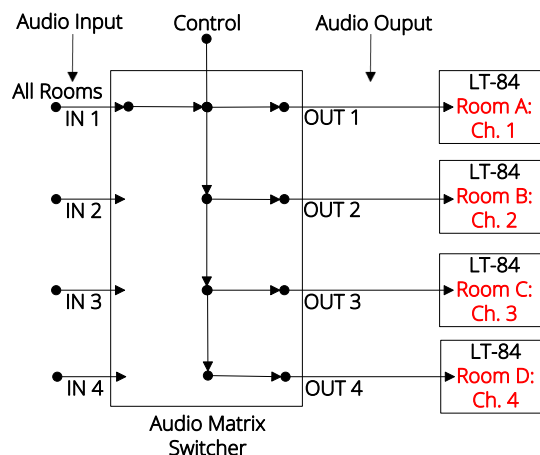 Audio Input
Control
Audio Ouput
All Rooms
IN 1
OUT 1
LT-84
Room A:
Ch. 1
IN 2
OUT 2
LT-84
Room B:
Ch. 2
IN 3
OUT 3
LT-84
Room C:
Ch. 3
IN 4
OUT 4
LT-84
Room D:
Ch. 4
Audio Matrix
Switcher